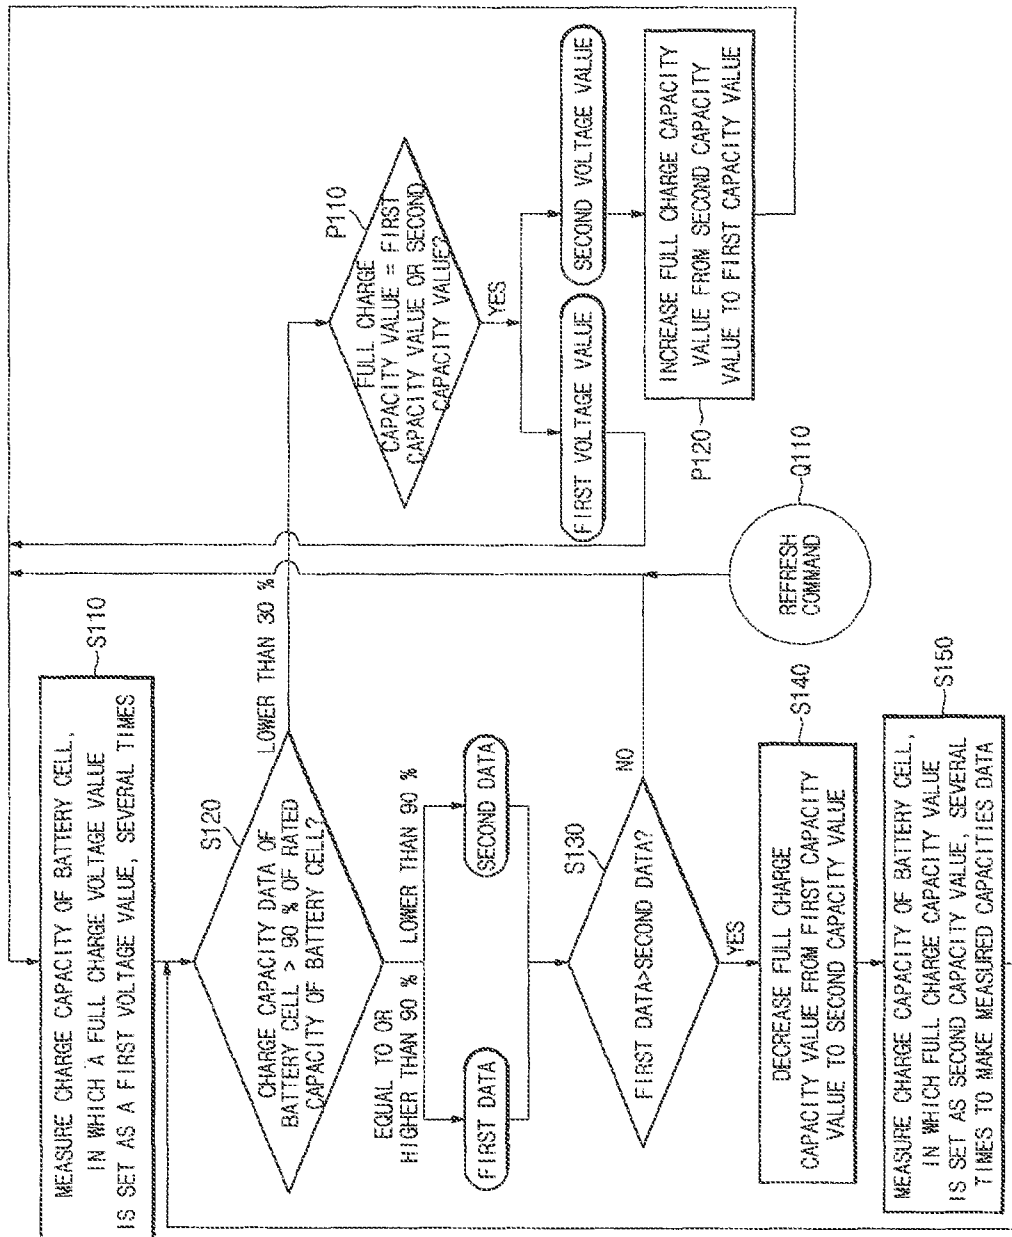 MEASURE CHARGE CAPACITY OF BATTERY CELL,
IN WHICH A FULL CHARGE VOLTAGE VALUE
IS SET AS A FIRST VOLTAGE VALUE, SEVERAL TIMES
S110
S120
CHARGE CAPACITY DATA OF
BATTERY CELL > 90 % OF RATED
CAPACITY OF BATTERY CELL?
LOWER THAN 30 %
EQUAL TO OR
HIGHER THAN 90 %
LOWER THAN 90 %
FIRST DATA
SECOND DATA
S130
FIRST DATA>SECOND DATA?
NO
YES
S140
DECREASE FULL CHARGE
CAPACITY VALUE FROM FIRST CAPACITY
VALUE TO SECOND CAPACITY VALUE
S150
MEASURE CHARGE CAPACITY OF BATTERY CELL,
IN WHICH FULL CHARGE CAPACITY VALUE
IS SET AS SECOND CAPACITY VALUE, SEVERAL
TIMES TO MAKE MEASURED CAPACITIES DATA
P110
FULL CHARGE
CAPACITY VALUE = FIRST
CAPACITY VALUE OR SECOND
CAPACITY VALUE?
YES
FIRST VOLTAGE VALUE
SECOND VOLTAGE VALUE
P120
INCREASE FULL CHARGE CAPACITY
VALUE FROM SECOND CAPACITY
VALUE TO FIRST CAPACITY VALUE
Q110
REFRESH
COMMAND